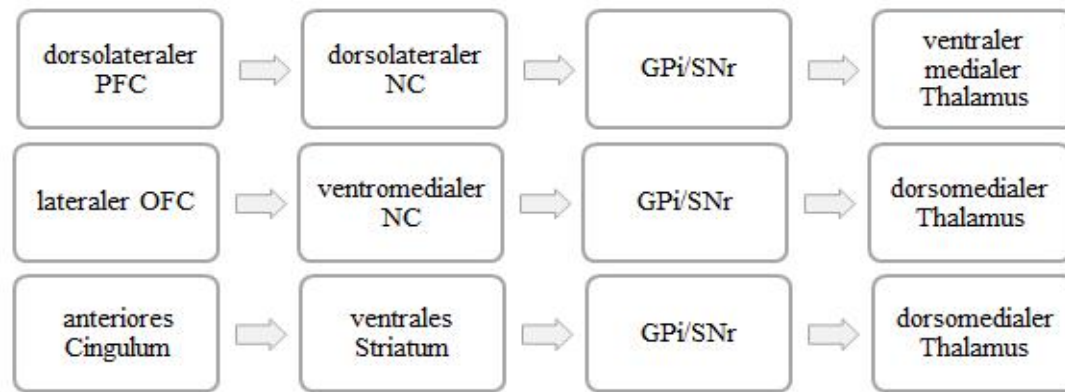 dorsolateraler
PFC
dorsolateraler
NC
GPi/SNr
ventraler
medialer
Thalamus
lateraler OFC
ventromedialer
NC
GPi/SNr
dorsomedialer
Thalamus
anteriores
Cingulum
ventrales
Striatum
GPi/SNr
dorsomedialer
Thalamus